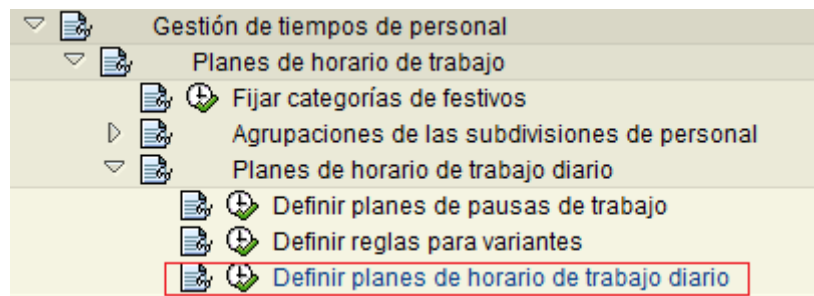 Gestión de tiempos de personal
Planes de horario de trabajo
Fijar categorías de festivos
Agrupaciones de las subdivisiones de personal
Planes de horario de trabajo diario
Definir planes de pausas de trabajo
Definir reglas para variantes
Definir planes de horario de trabajo diario